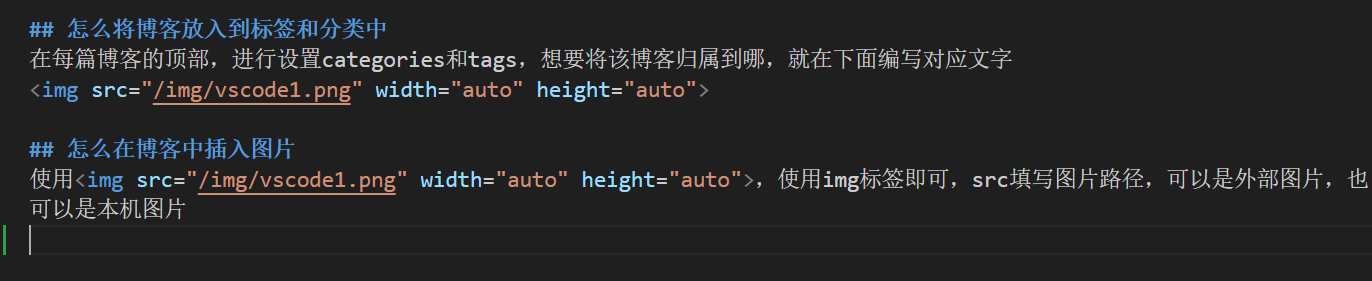 ## 怎么将博客放入到标签和分类中
在每篇博客的顶部，进行设置categories和tags，想要将该博客归属到哪，就在下面编写对应文字
<img src="/img/vscode1.png" width="auto" height="auto">
## 怎么在博客中插入图片
使用<img src="/img/vscode1.png" width="auto" height="auto">，使用img标签即可，src填写图片路径，可以是外部图片，也
可以是本机图片